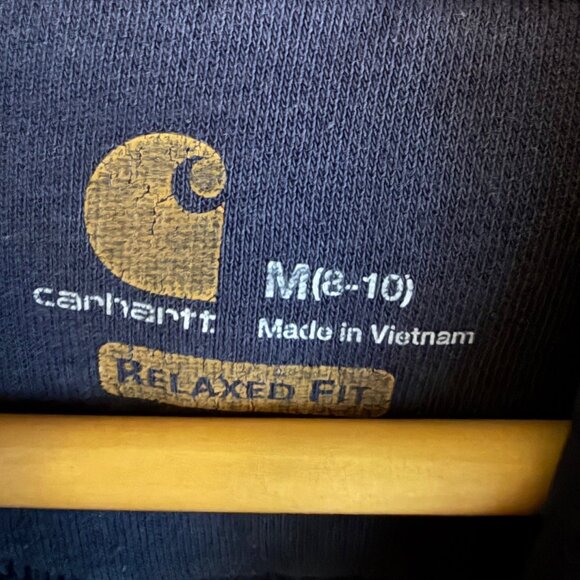 carhartt
M(8-10)
Made in Vietnam
RELAXED FIT